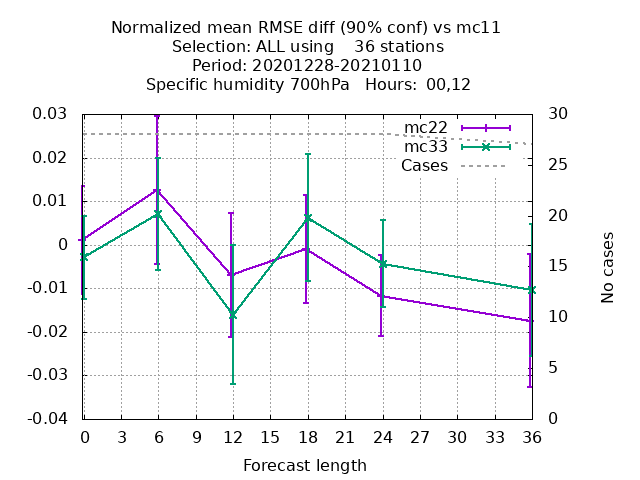 Normalized mean RMSE diff (90% conf) vs mc11
Selection: ALL using    36 stations
Period: 20201228-20210110
Specific humidity 700hPa   Hours: 00,12
0.03
0.02
0.01
0
-0.01
-0.02
-0.03
-0.04
mc22
mc33
Cases
30
25
20
15
10
5
0
No cases
0 3 6 9 12 15 18 21 24 27 30 33 36
Forecast length